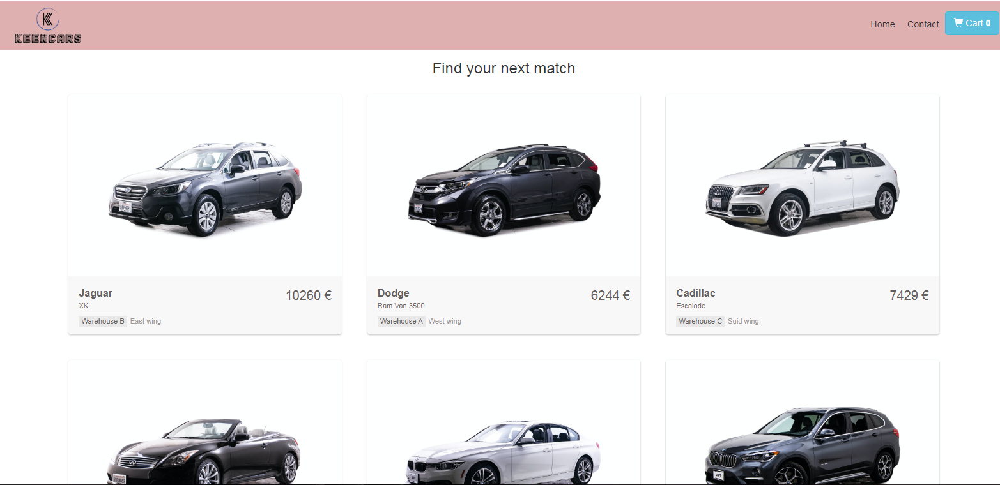 KEENCARS
Home Contact Cart 0
Find your next match
Jaguar 10260 €
XK
Warehouse B East wing
Dodge 6244 €
Ram Van 3500
Warehouse A West wing
Cadillac 7429 €
Escalade
Warehouse C Suid wing